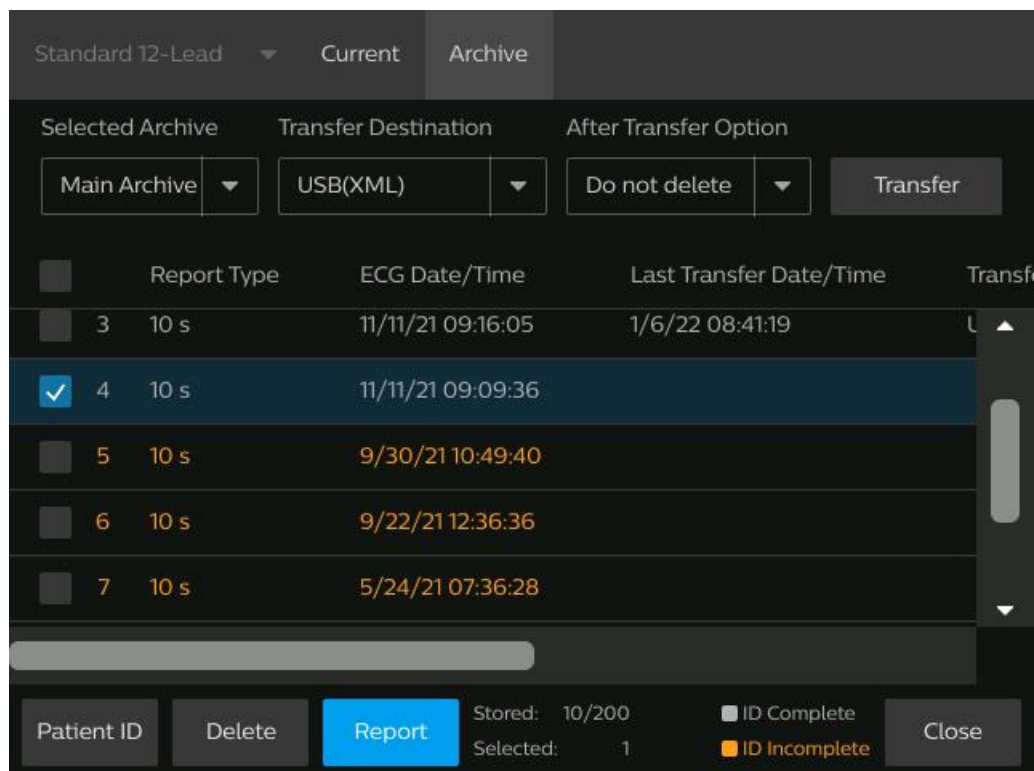 Standard 12-Lead Current Archive
Selected Archive Transfer Destination After Transfer Option
Main Archive USB(XML) Do not delete Transfer
Report Type ECG Date/Time Last Transfer Date/Time
3 10 s 11/11/21 09:16:05 1/6/22 08:41:19
4 10 s 11/11/21 09:09:36
5 10 s 9/30/21 10:49:40
6 10 s 9/22/21 12:36:36
7 10 s 5/24/21 07:36:28
Patient ID Delete Report Stored: 10/200 ID Complete Close
Selected: 1 ID Incomplete